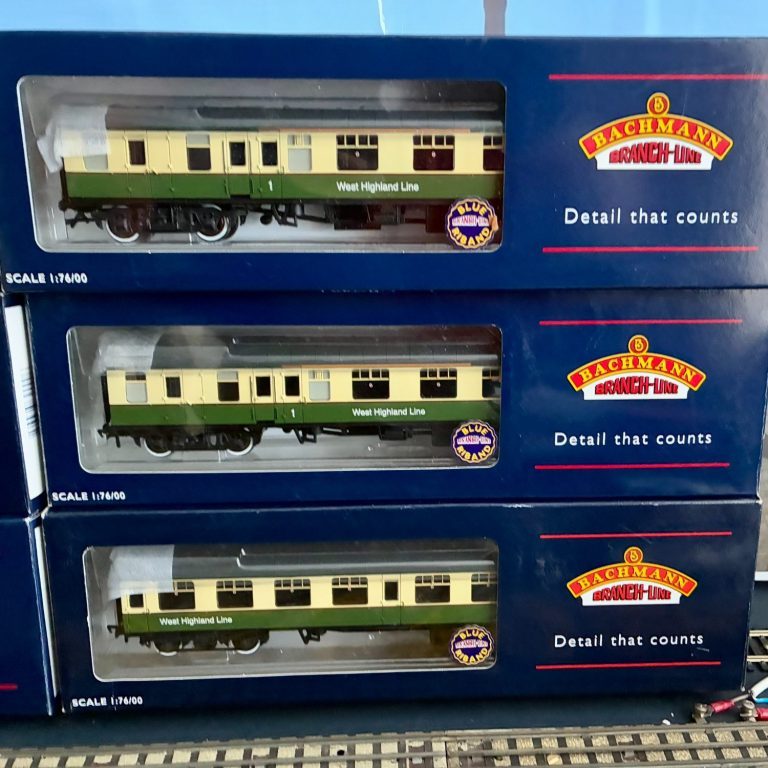 BACHMANN
BRANCH-LINE
1
West Highland Line
BLUE
RIBAND
Detail that counts
SCALE 1:76/00
BACHMANN
BRANCH-LINE
1
West Highland Line
BLUE
RIBAND
Detail that counts
SCALE 1:76/00
BACHMANN
BRANCH-LINE
West Highland Line
BLUE
RIBAND
Detail that counts
SCALE 1:76/00